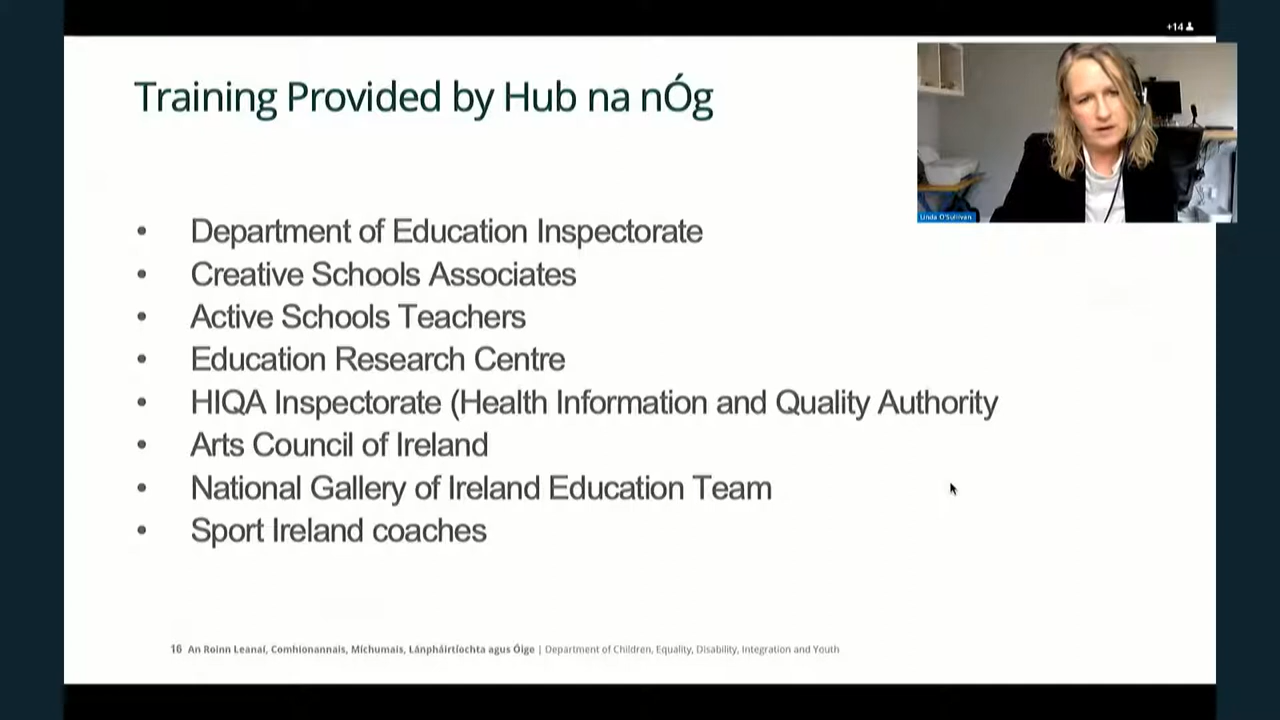 +14
Training Provided by Hub na nÓg
Linda O'Sullivan
• Department of Education Inspectorate
• Creative Schools Associates
• Active Schools Teachers
• Education Research Centre
• HIQA Inspectorate (Health Information and Quality Authority
• Arts Council of Ireland
• National Gallery of Ireland Education Team
• Sport Ireland coaches
16 An Roinn Leanaí, Comhionannais, Míchumais, Lánpháirtíochta agus Óige | Department of Children, Equality, Disability, Integration and Youth